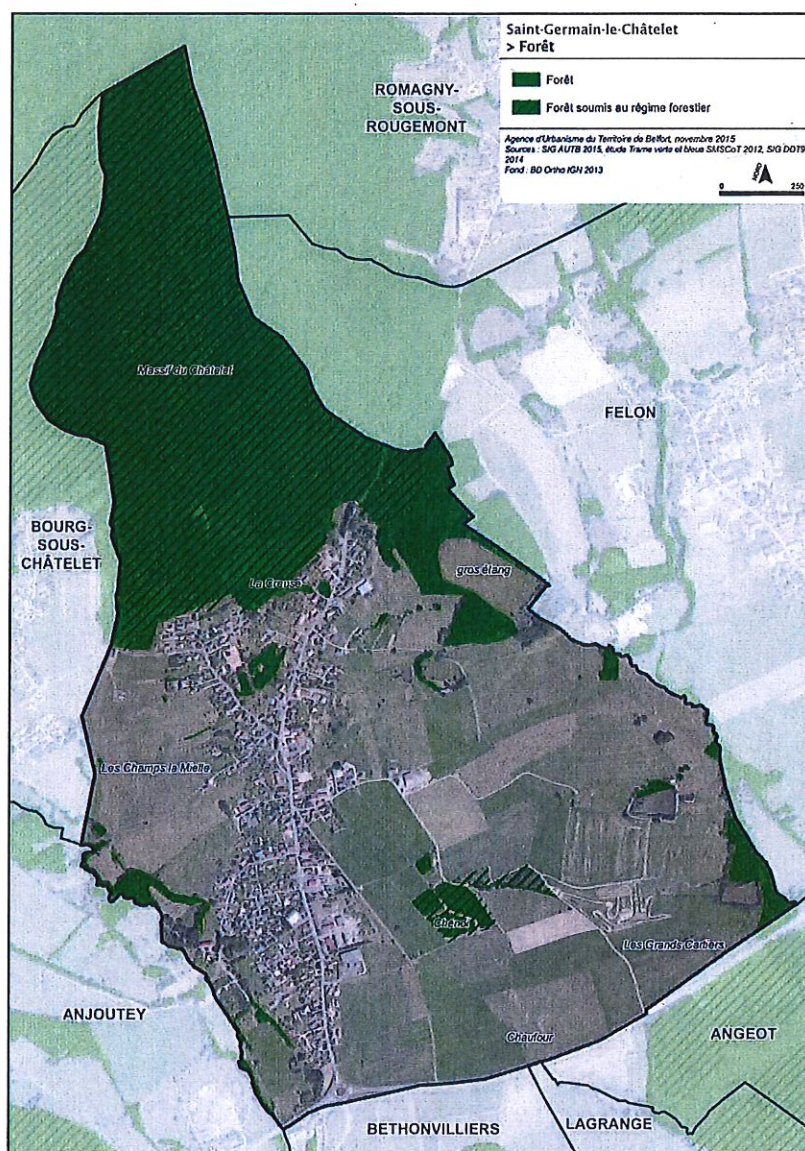 Saint-Germain-le-Châtelet
> Forêt
Forêt
Forêt soumis au régime forestier
Agence d'Urbanisme du Territoire de Belfort, novembre 2015
Sources : SIG AUTB 2015, étude Trame verte et bleue SMSCoT 2012, SIG DDT9
2014
Fond : BD Ortho IGN 2013
NORD
0 250
ROMAGNY-
SOUS-
ROUGEMONT
Massif du Châtelet
FELON
BOURG-
SOUS-
CHÂTELET
gros étang
La Creuse
Les Champs la Mielle
Chênoi
Les Grands Cerbiers
ANJOUTEY
Chaufour
ANGEOT
BETHONVILLIERS
LAGRANGE